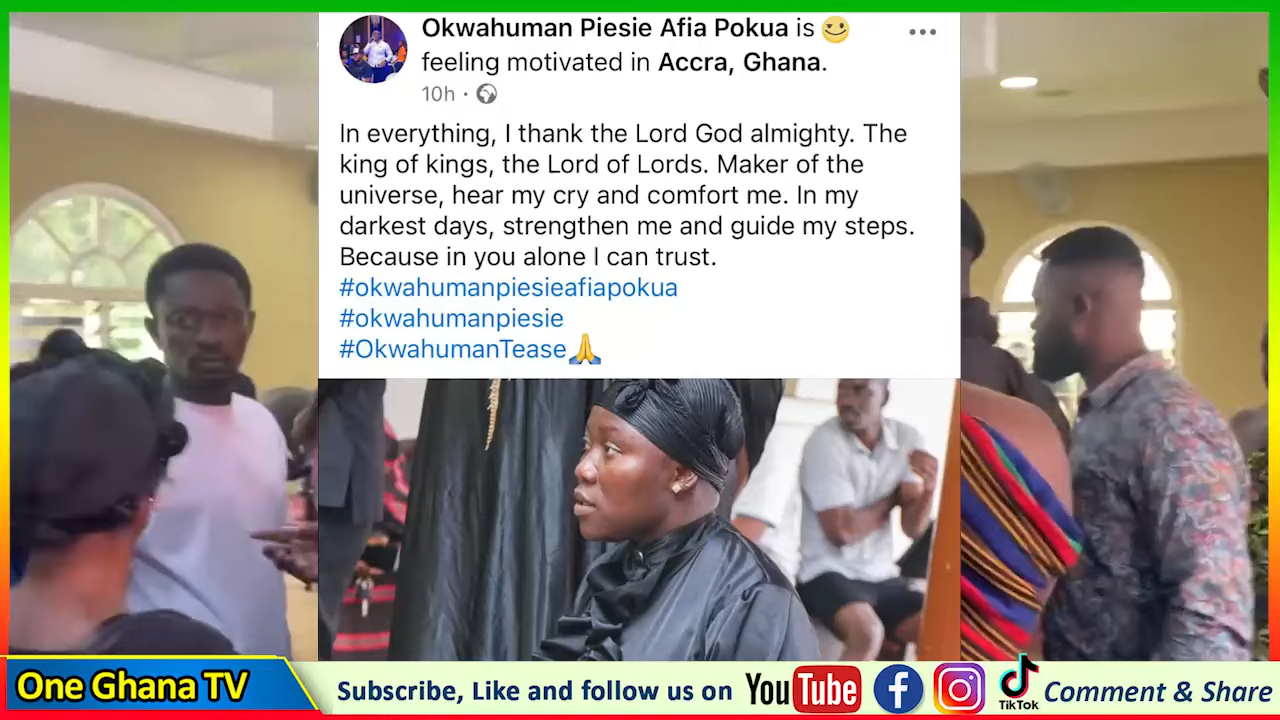 Okwahuman Piesie Afia Pokua is 😀
feeling motivated in Accra, Ghana.
10h ·
In everything, I thank the Lord God almighty. The
king of kings, the Lord of Lords. Maker of the
universe, hear my cry and comfort me. In my
darkest days, strengthen me and guide my steps.
Because in you alone I can trust.
#okwahumanpiesieafiapokua
#okwahumanpiesie
#OkwahumanTease🙏
One Ghana TV
Subscribe, Like and follow us on YouTube TikTok Comment & Share